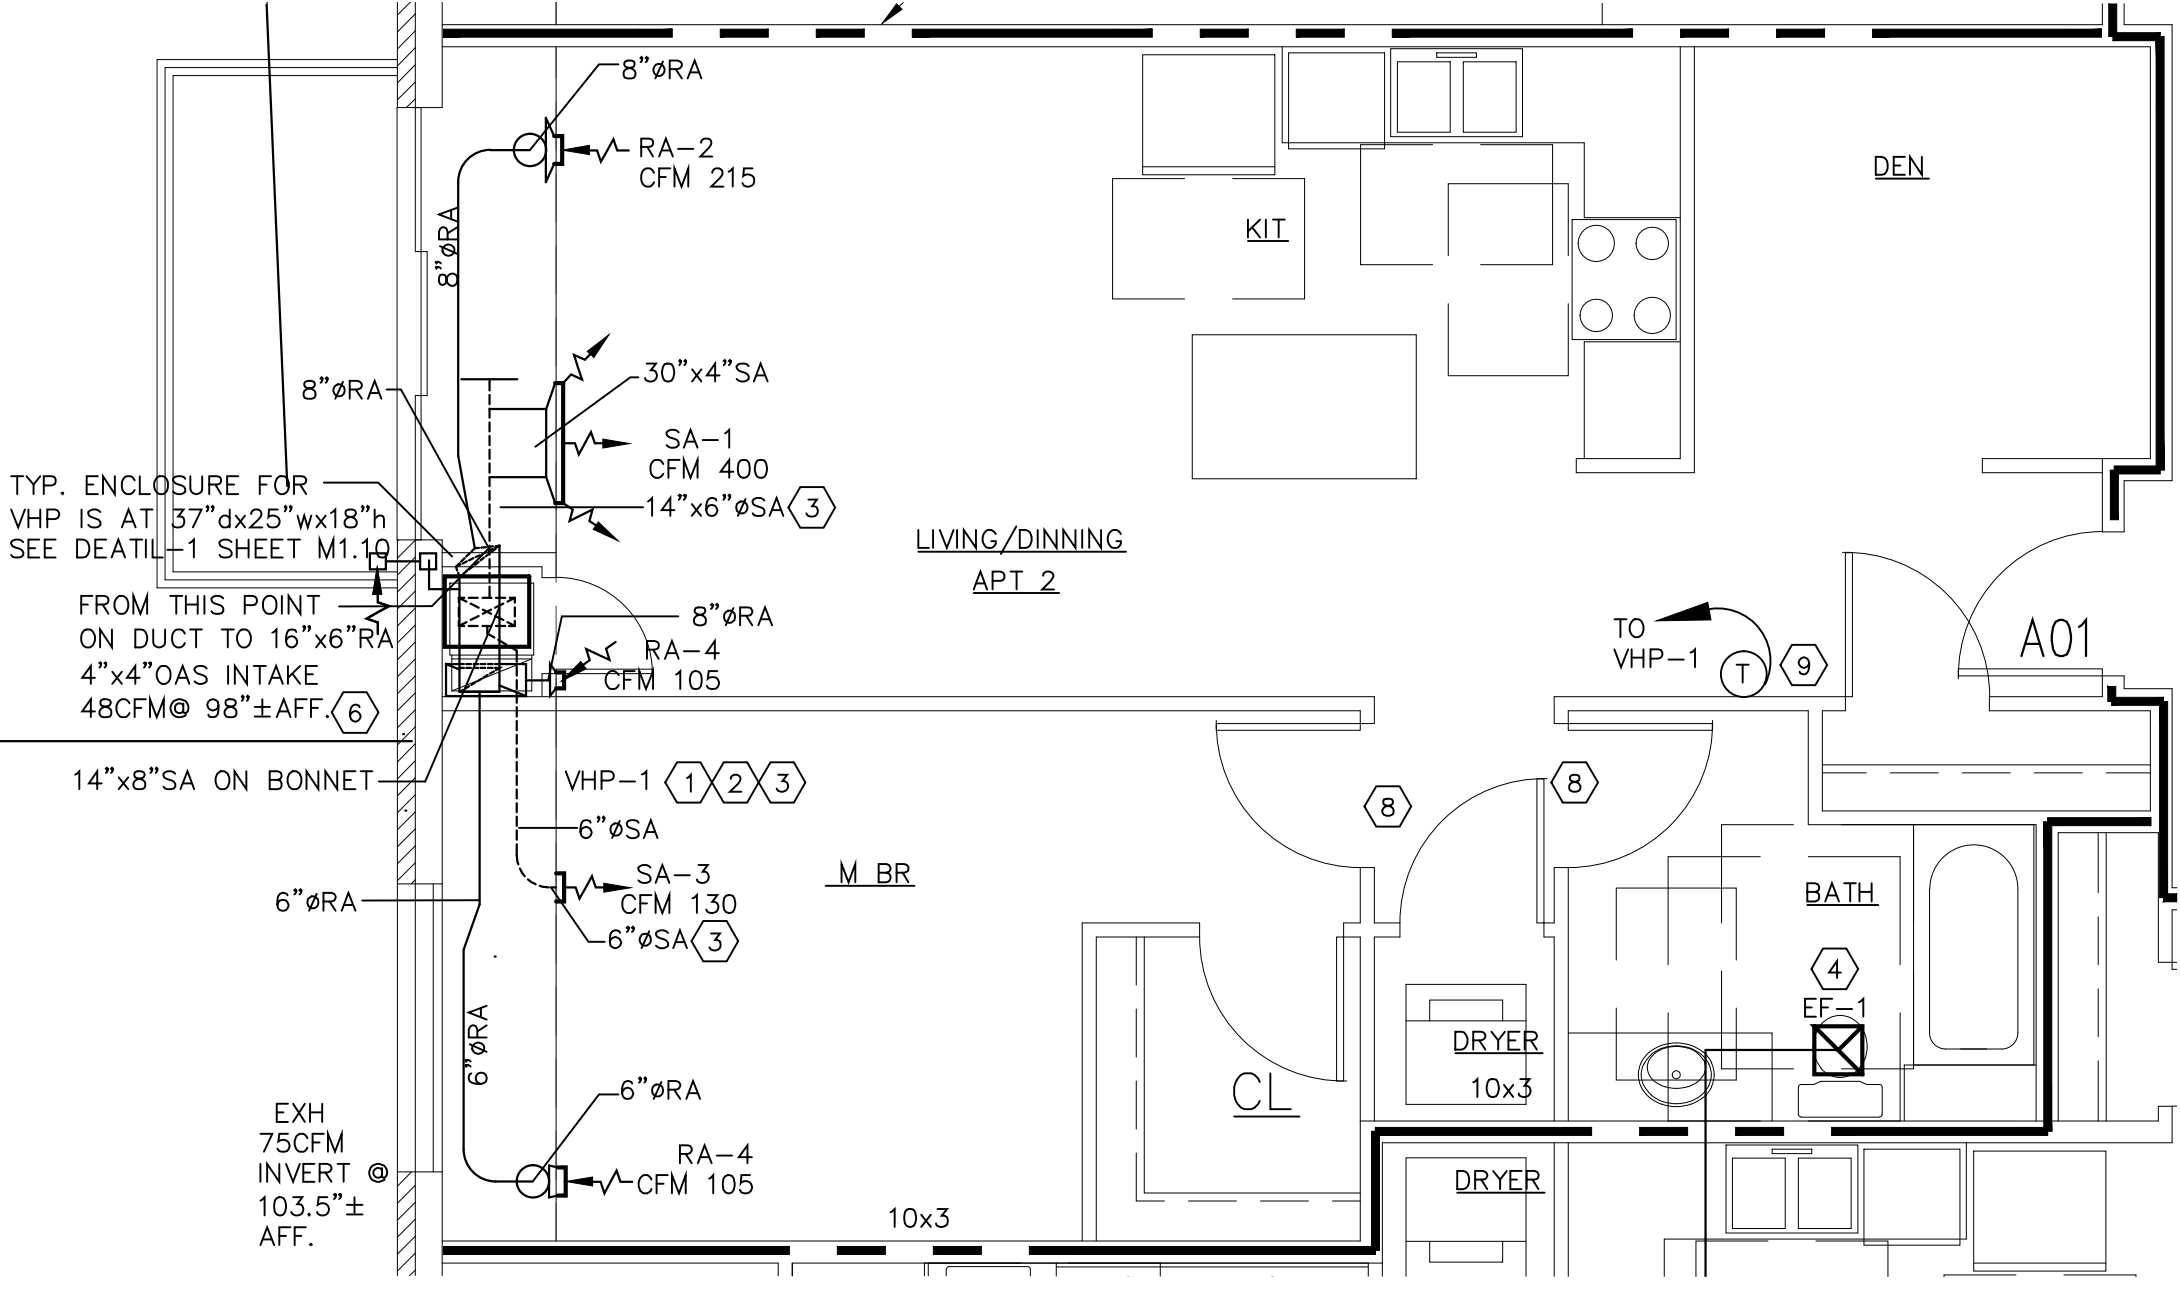 8"øRA
RA-2
CFM 215
8"øRA
DEN
KIT
30"x4"SA
8"øRA
SA-1
CFM 400
14"x6"øSA 3
TYP. ENCLOSURE FOR
VHP IS AT 37"dx25"wx18"h
SEE DEATIL-1 SHEET M1.10
LIVING/DINNING
APT 2
FROM THIS POINT
ON DUCT TO 16"x6"RA
4"x4"OAS INTAKE
48CFM@ 98"±AFF. 6
8"øRA
RA-4
CFM 105
TO
VHP-1
T
9
A01
14"x8"SA ON BONNET
VHP-1 1 2 3
8
8
6"øSA
SA-3
CFM 130
6"øSA 3
6"øRA
M BR
BATH
4
EF-1
6"øRA
DRYER
10x3
CL
6"øRA
EXH
75CFM
INVERT @
103.5"±
AFF.
RA-4
CFM 105
DRYER
10x3